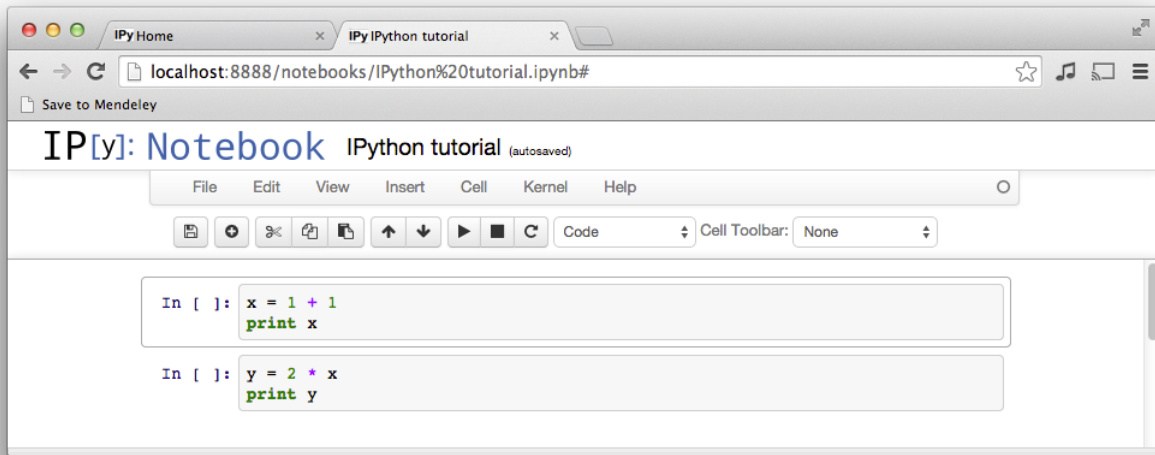 IPy Home
IPy IPython tutorial
localhost:8888/notebooks/IPython%20tutorial.ipynb#
Save to Mendeley
IP[y]: Notebook IPython tutorial (autosaved)
File Edit View Insert Cell Kernel Help
Code Cell Toolbar: None
In [ ]: x = 1 + 1
print x
In [ ]: y = 2 * x
print y